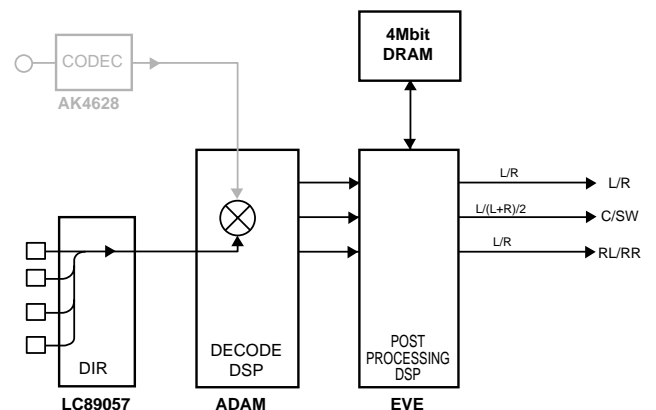 4Mbit
DRAM
CODEC
AK4628
L/R
L/R
L/(L+R)/2
C/SW
L/R
RL/RR
DIR
DECODE
DSP
POST
PROCESSING
DSP
LC89057
ADAM
EVE